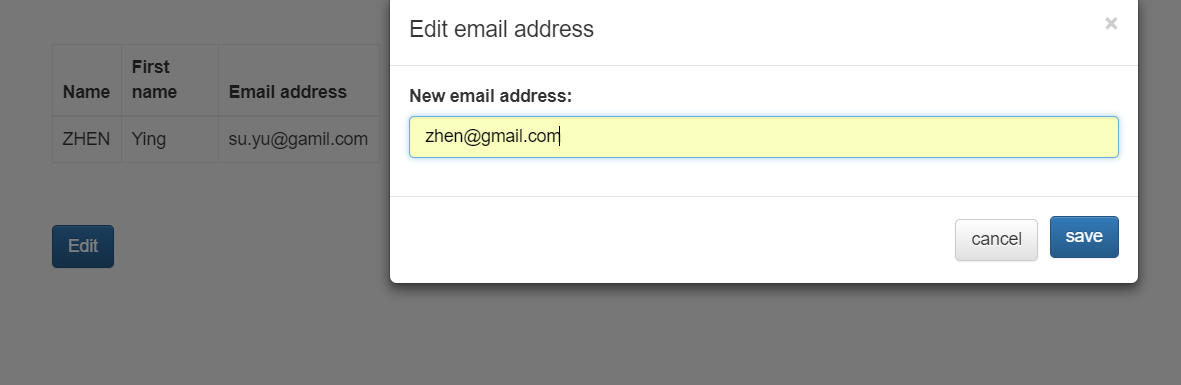 Edit email address
×
First
Name name Email address
ZHEN Ying su.yu@gamil.com
Edit
New email address:
zhen@gmail.com
cancel save